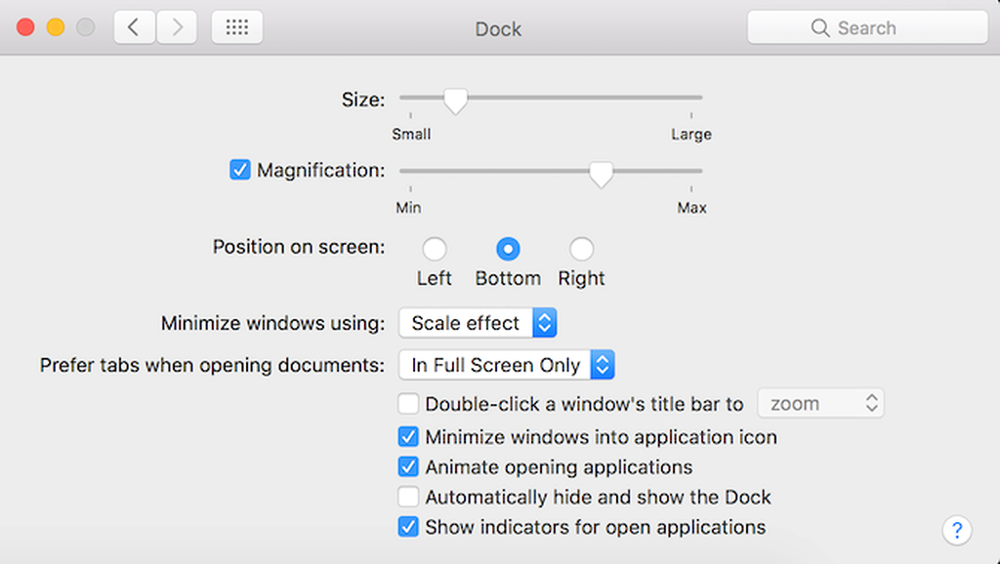 Dock
Search
Size:
Small Large
Magnification:
Min Max
Position on screen:
Left Bottom Right
Minimize windows using: Scale effect
Prefer tabs when opening documents: In Full Screen Only
Double-click a window's title bar to zoom
Minimize windows into application icon
Animate opening applications
Automatically hide and show the Dock
Show indicators for open applications
?